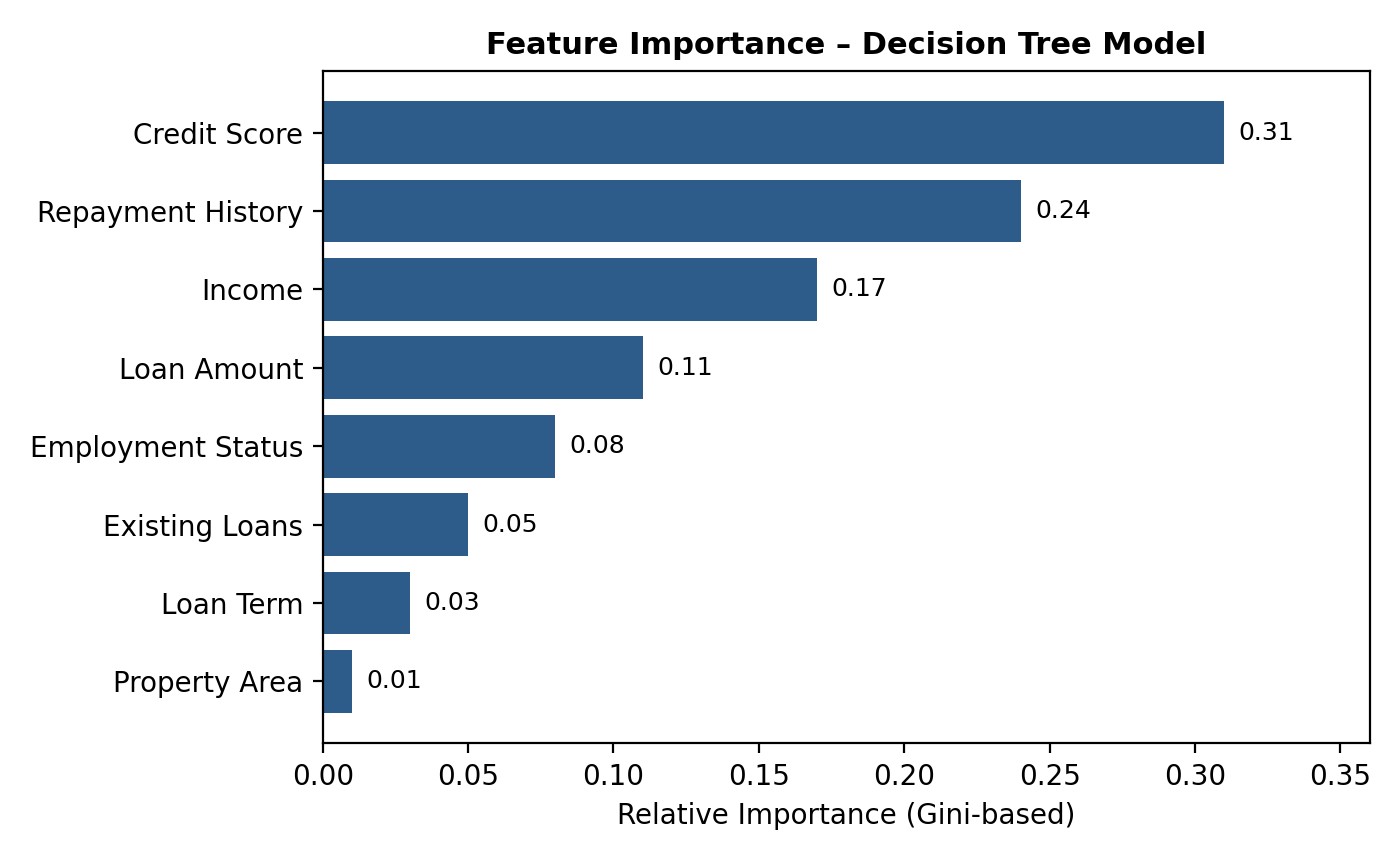 Feature Importance – Decision Tree Model
Credit Score 0.31
Repayment History 0.24
Income 0.17
Loan Amount 0.11
Employment Status 0.08
Existing Loans 0.05
Loan Term 0.03
Property Area 0.01
0.00 0.05 0.10 0.15 0.20 0.25 0.30 0.35
Relative Importance (Gini-based)